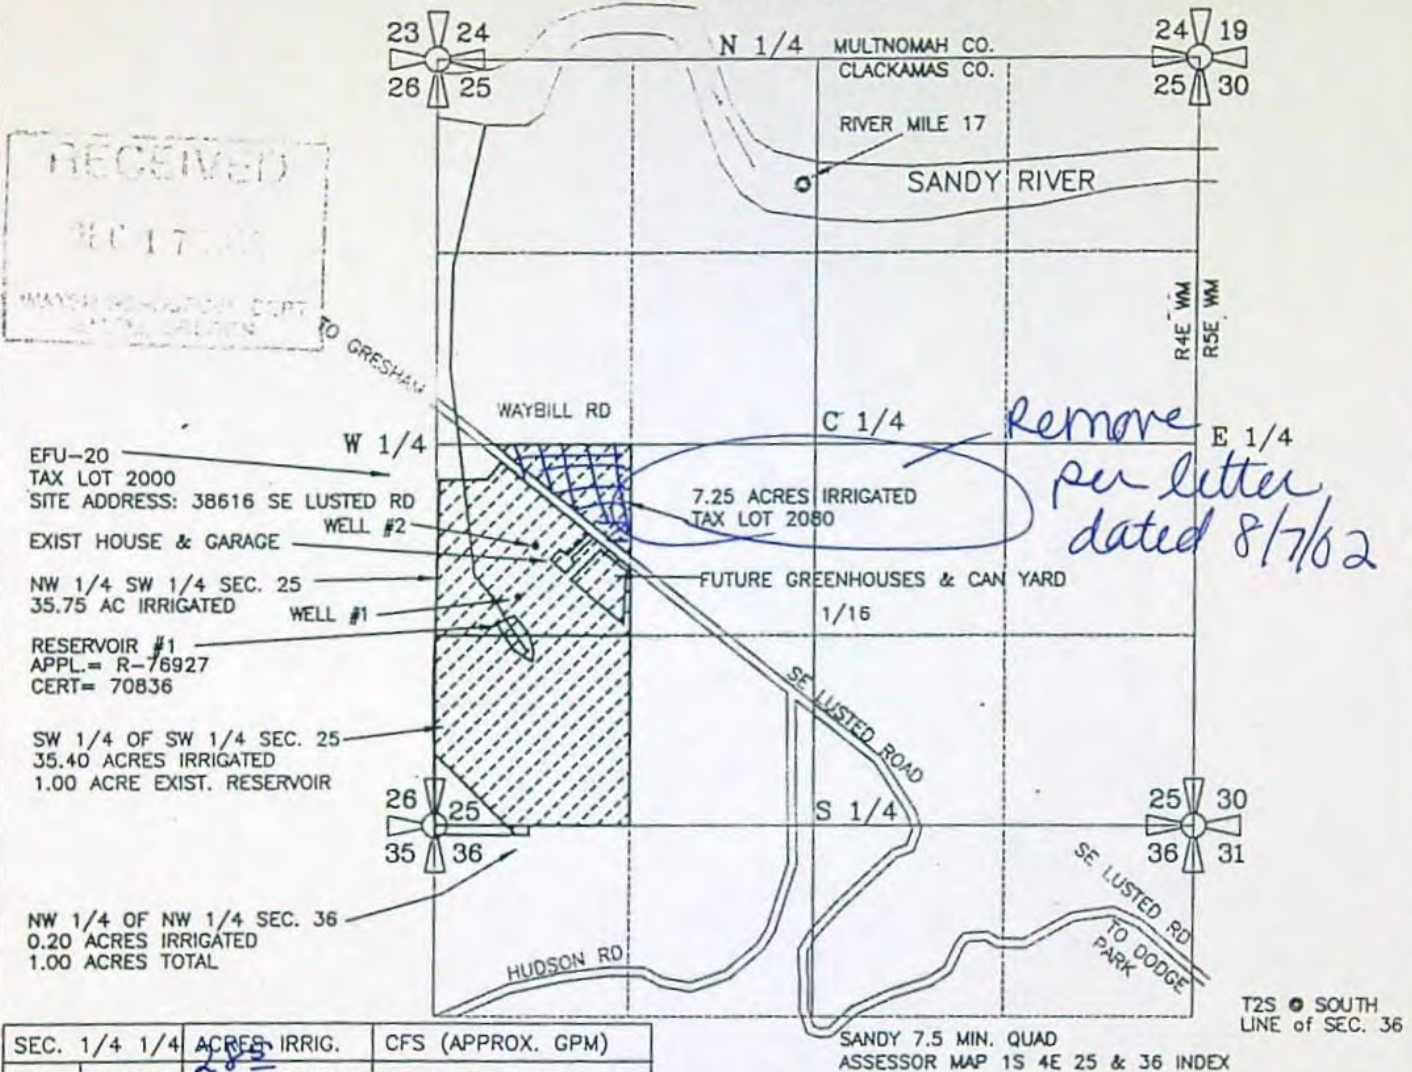 23 24
26 25
N 1/4
MULTNOMAH CO.
CLACKAMAS CO.
24 19
25 30
RIVER MILE 17
SANDY RIVER
RECEIVED
DEC 17
R4E WM
R5E WM
TO GRESHAM
WAYBILL RD
W 1/4
C 1/4
E 1/4
Remove
per letter
dated 8/7/02
7.25 ACRES IRRIGATED
TAX LOT 2080
EFU-20
TAX LOT 2000
SITE ADDRESS: 38616 SE LUSTED RD
WELL #2
EXIST HOUSE & GARAGE
NW 1/4 SW 1/4 SEC. 25
35.75 AC IRRIGATED
WELL #1
FUTURE GREENHOUSES & CAN YARD
1/16
RESERVOIR #1
APPL.= R-76927
CERT= 70836
SE LUSTED ROAD
SW 1/4 OF SW 1/4 SEC. 25
35.40 ACRES IRRIGATED
1.00 ACRE EXIST. RESERVOIR
26 25
35 36
S 1/4
25 30
36 31
NW 1/4 OF NW 1/4 SEC. 36
0.20 ACRES IRRIGATED
1.00 ACRES TOTAL
HUDSON RD
SE LUSTED RD
TO DODGE
PARK
T2S @ SOUTH
LINE of SEC. 36
SANDY 7.5 MIN. QUAD
ASSESSOR MAP 1S 4E 25 & 36 INDEX
SEC. 1/4 1/4 ACRES IRRIG. CFS (APPROX. GPM)